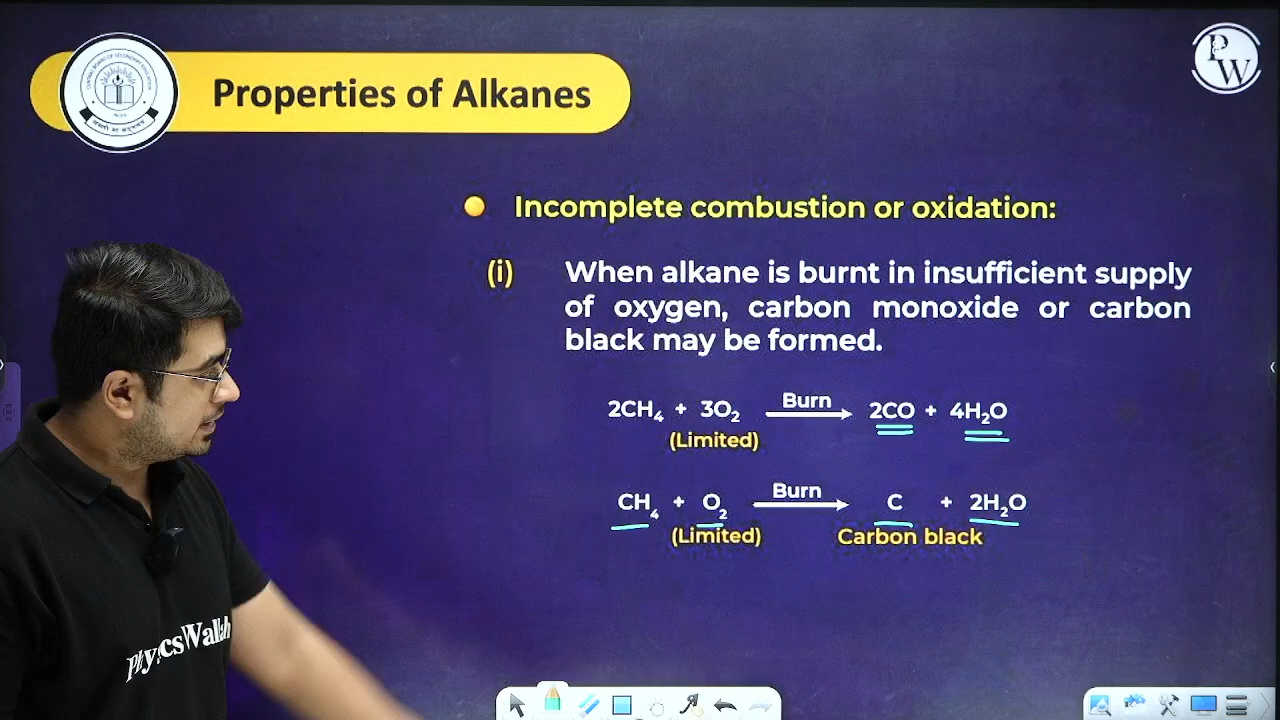 Properties of Alkanes
PW
Incomplete combustion or oxidation:
(i) When alkane is burnt in insufficient supply
of oxygen, carbon monoxide or carbon
black may be formed.
2CH₄ + 3O₂ Burn 2CO + 4H₂O
(Limited)
CH₄ + O₂ Burn C + 2H₂O
(Limited) Carbon black
PhysicsWallah